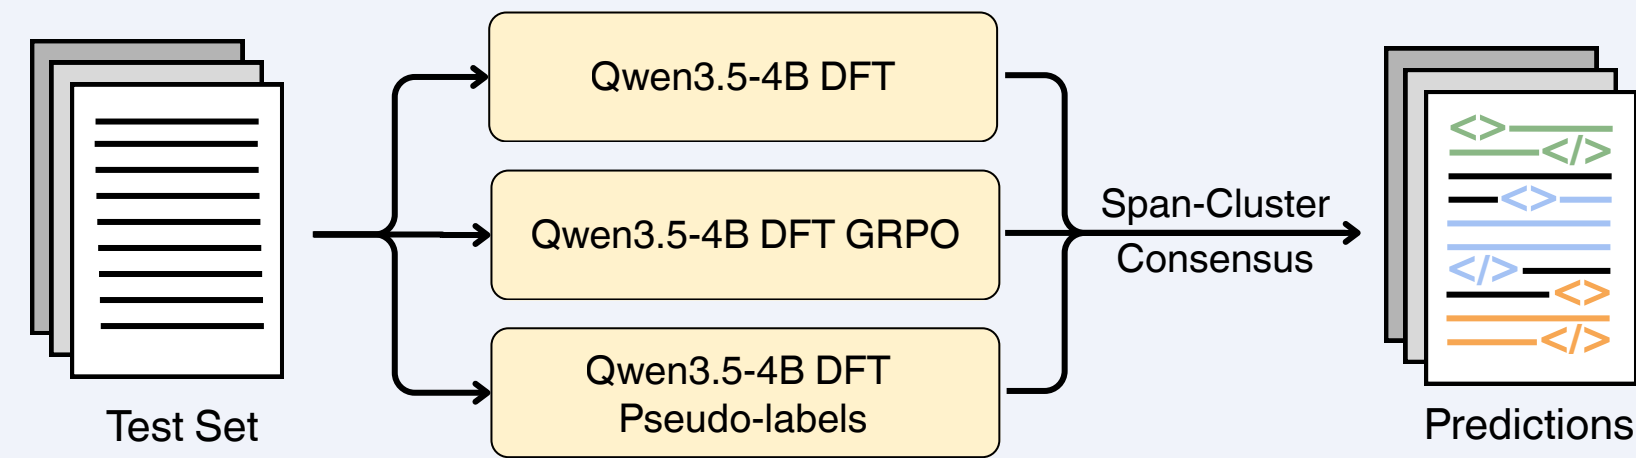 Qwen3.5-4B DFT
Qwen3.5-4B DFT GRPO
Qwen3.5-4B DFT
Pseudo-labels
Test Set
Span-Cluster
Consensus
<>
</>
<>
</>
<>
</>
Predictions